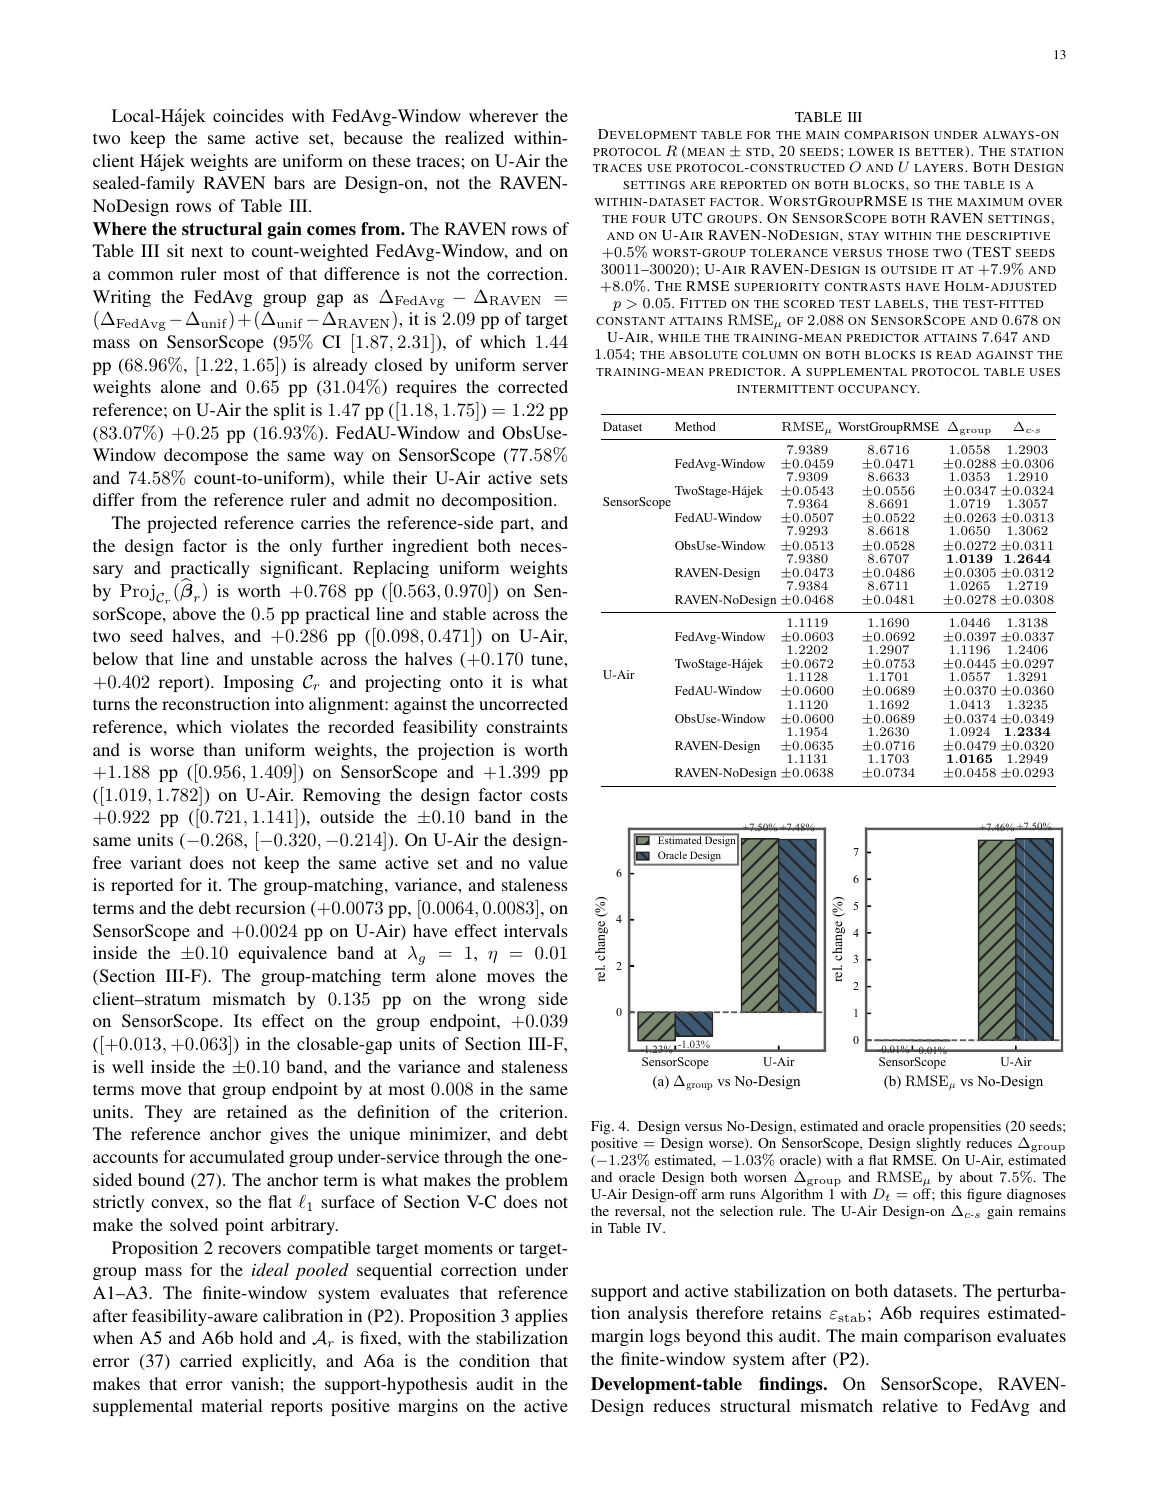 13
Local-Hájek coincides with FedAvg-Window wherever the
two keep the same active set, because the realized within-
client Hájek weights are uniform on these traces; on U-Air the
sealed-family RAVEN bars are Design-on, not the RAVEN-
NoDesign rows of Table III.
Where the structural gain comes from. The RAVEN rows of
Table III sit next to count-weighted FedAvg-Window, and on
a common ruler most of that difference is not the correction.
Writing the FedAvg group gap as Δ_FedAvg − Δ_RAVEN =
(Δ_FedAvg − Δ_unif) + (Δ_unif − Δ_RAVEN), it is 2.09 pp of target
mass on SensorScope (95% CI [1.87, 2.31]), of which 1.44
pp (68.96%, [1.22, 1.65]) is already closed by uniform server
weights alone and 0.65 pp (31.04%) requires the corrected
reference; on U-Air the split is 1.47 pp ([1.18, 1.75]) = 1.22 pp
(83.07%) +0.25 pp (16.93%). FedAU-Window and ObsUse-
Window decompose the same way on SensorScope (77.58%
and 74.58% count-to-uniform), while their U-Air active sets
differ from the reference ruler and admit no decomposition.
The projected reference carries the reference-side part, and
the design factor is the only further ingredient both neces-
sary and practically significant. Replacing uniform weights
by Proj_{𝒞_r}(β̂_r) is worth +0.768 pp ([0.563, 0.970]) on Sen-
sorScope, above the 0.5 pp practical line and stable across the
two seed halves, and +0.286 pp ([0.098, 0.471]) on U-Air,
below that line and unstable across the halves (+0.170 tune,
+0.402 report). Imposing 𝒞_r and projecting onto it is what
turns the reconstruction into alignment: against the uncorrected
reference, which violates the recorded feasibility constraints
and is worse than uniform weights, the projection is worth
+1.188 pp ([0.956, 1.409]) on SensorScope and +1.399 pp
([1.019, 1.782]) on U-Air. Removing the design factor costs
+0.922 pp ([0.721, 1.141]), outside the ±0.10 band in the
same units (−0.268, [−0.320, −0.214]). On U-Air the design-
free variant does not keep the same active set and no value
is reported for it. The group-matching, variance, and staleness
terms and the debt recursion (+0.0073 pp, [0.0064, 0.0083], on
SensorScope and +0.0024 pp on U-Air) have effect intervals
inside the ±0.10 equivalence band at λ_g = 1, η = 0.01
(Section III-F). The group-matching term alone moves the
client–stratum mismatch by 0.135 pp on the wrong side
on SensorScope. Its effect on the group endpoint, +0.039
([+0.013, +0.063]) in the closable-gap units of Section III-F,
is well inside the ±0.10 band, and the variance and staleness
terms move that group endpoint by at most 0.008 in the same
units. They are retained as the definition of the criterion.
The reference anchor gives the unique minimizer, and debt
accounts for accumulated group under-service through the one-
sided bound (27). The anchor term is what makes the problem
strictly convex, so the flat ℓ₁ surface of Section V-C does not
make the solved point arbitrary.
Proposition 2 recovers compatible target moments or target-
group mass for the ideal pooled sequential correction under
A1–A3. The finite-window system evaluates that reference
after feasibility-aware calibration in (P2). Proposition 3 applies
when A5 and A6b hold and 𝒜_r is fixed, with the stabilization
error (37) carried explicitly, and A6a is the condition that
makes that error vanish; the support-hypothesis audit in the
supplemental material reports positive margins on the active
TABLE III
DEVELOPMENT TABLE FOR THE MAIN COMPARISON UNDER ALWAYS-ON
PROTOCOL R (MEAN ± STD, 20 SEEDS; LOWER IS BETTER). THE STATION
TRACES USE PROTOCOL-CONSTRUCTED O AND U LAYERS. BOTH DESIGN
SETTINGS ARE REPORTED ON BOTH BLOCKS, SO THE TABLE IS A
WITHIN-DATASET FACTOR. WORSTGROUPRMSE IS THE MAXIMUM OVER
THE FOUR UTC GROUPS. ON SENSORSCOPE BOTH RAVEN SETTINGS,
AND ON U-AIR RAVEN-NODESIGN, STAY WITHIN THE DESCRIPTIVE
+0.5% WORST-GROUP TOLERANCE VERSUS THOSE TWO (TEST SEEDS
30011–30020); U-AIR RAVEN-DESIGN IS OUTSIDE IT AT +7.9% AND
+8.0%. THE RMSE SUPERIORITY CONTRASTS HAVE HOLM-ADJUSTED
p > 0.05. FITTED ON THE SCORED TEST LABELS, THE TEST-FITTED
CONSTANT ATTAINS RMSE_μ OF 2.088 ON SENSORSCOPE AND 0.678 ON
U-AIR, WHILE THE TRAINING-MEAN PREDICTOR ATTAINS 7.647 AND
1.054; THE ABSOLUTE COLUMN ON BOTH BLOCKS IS READ AGAINST THE
TRAINING-MEAN PREDICTOR. A SUPPLEMENTAL PROTOCOL TABLE USES
INTERMITTENT OCCUPANCY.
Dataset Method RMSE_μ WorstGroupRMSE Δ_group Δ_c-s
7.9389 8.6716 1.0558 1.2903
FedAvg-Window ±0.0459 ±0.0471 ±0.0288 ±0.0306
7.9309 8.6633 1.0353 1.2910
TwoStage-Hájek ±0.0543 ±0.0556 ±0.0347 ±0.0324
SensorScope 7.9364 8.6691 1.0719 1.3057
FedAU-Window ±0.0507 ±0.0522 ±0.0263 ±0.0313
7.9293 8.6618 1.0650 1.3062
ObsUse-Window ±0.0513 ±0.0528 ±0.0272 ±0.0311
7.9380 8.6707 1.0139 1.2644
RAVEN-Design ±0.0473 ±0.0486 ±0.0305 ±0.0312
7.9384 8.6711 1.0265 1.2719
RAVEN-NoDesign ±0.0468 ±0.0481 ±0.0278 ±0.0308
1.1119 1.1690 1.0446 1.3138
FedAvg-Window ±0.0603 ±0.0692 ±0.0397 ±0.0337
1.2202 1.2907 1.1196 1.2406
TwoStage-Hájek ±0.0672 ±0.0753 ±0.0445 ±0.0297
U-Air 1.1128 1.1701 1.0557 1.3291
FedAU-Window ±0.0600 ±0.0689 ±0.0370 ±0.0360
1.1120 1.1692 1.0413 1.3235
ObsUse-Window ±0.0600 ±0.0689 ±0.0374 ±0.0349
1.1954 1.2630 1.0924 1.2334
RAVEN-Design ±0.0635 ±0.0716 ±0.0479 ±0.0320
1.1131 1.1703 1.0165 1.2949
RAVEN-NoDesign ±0.0638 ±0.0734 ±0.0458 ±0.0293
+7.50% +7.48%
Estimated Design
Oracle Design
rel. change (%)
6
4
2
0
-1.23% -1.03%
SensorScope U-Air
(a) Δ_group vs No-Design
+7.46% +7.50%
rel. change (%)
7
6
5
4
3
2
1
0
-0.01% -0.01%
SensorScope U-Air
(b) RMSE_μ vs No-Design
Fig. 4. Design versus No-Design, estimated and oracle propensities (20 seeds;
positive = Design worse). On SensorScope, Design slightly reduces Δ_group
(−1.23% estimated, −1.03% oracle) with a flat RMSE. On U-Air, estimated
and oracle Design both worsen Δ_group and RMSE_μ by about 7.5%. The
U-Air Design-off arm runs Algorithm 1 with D_t = off; this figure diagnoses
the reversal, not the selection rule. The U-Air Design-on Δ_c-s gain remains
in Table IV.
support and active stabilization on both datasets. The perturba-
tion analysis therefore retains ε_stab; A6b requires estimated-
margin logs beyond this audit. The main comparison evaluates
the finite-window system after (P2).
Development-table findings. On SensorScope, RAVEN-
Design reduces structural mismatch relative to FedAvg and